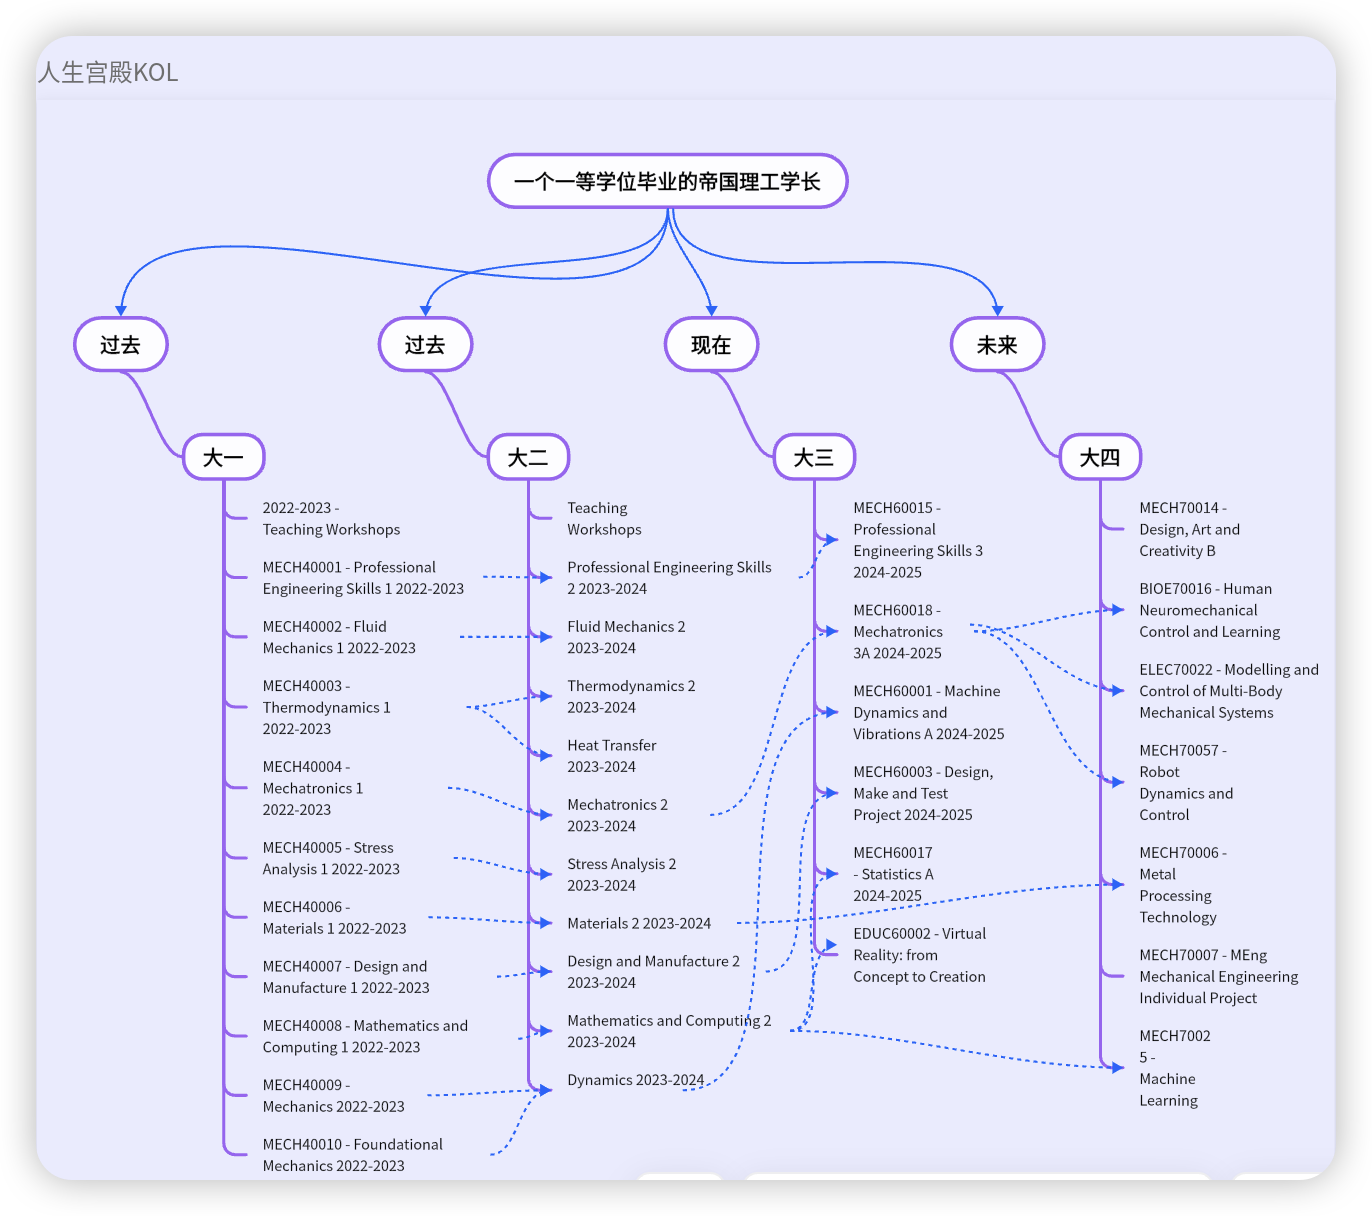 人生宫殿KOL
一个一等学位毕业的帝国理工学长
过去
过去
现在
未来
大一
大二
大三
大四
2022-2023 -
Teaching Workshops
MECH40001 - Professional
Engineering Skills 1 2022-2023
MECH40002 - Fluid
Mechanics 1 2022-2023
MECH40003 -
Thermodynamics 1
2022-2023
MECH40004 -
Mechatronics 1
2022-2023
MECH40005 - Stress
Analysis 1 2022-2023
MECH40006 -
Materials 1 2022-2023
MECH40007 - Design and
Manufacture 1 2022-2023
MECH40008 - Mathematics and
Computing 1 2022-2023
MECH40009 -
Mechanics 2022-2023
MECH40010 - Foundational
Mechanics 2022-2023
Teaching
Workshops
Professional Engineering Skills
2 2023-2024
Fluid Mechanics 2
2023-2024
Thermodynamics 2
2023-2024
Heat Transfer
2023-2024
Mechatronics 2
2023-2024
Stress Analysis 2
2023-2024
Materials 2 2023-2024
Design and Manufacture 2
2023-2024
Mathematics and Computing 2
2023-2024
Dynamics 2023-2024
MECH60015 -
Professional
Engineering Skills 3
2024-2025
MECH60018 -
Mechatronics
3A 2024-2025
MECH60001 - Machine
Dynamics and
Vibrations A 2024-2025
MECH60003 - Design,
Make and Test
Project 2024-2025
MECH60017
- Statistics A
2024-2025
EDUC60002 - Virtual
Reality: from
Concept to Creation
MECH70014 -
Design, Art and
Creativity B
BIOE70016 - Human
Neuromechanical
Control and Learning
ELEC70022 - Modelling and
Control of Multi-Body
Mechanical Systems
MECH70057 -
Robot
Dynamics and
Control
MECH70006 -
Metal
Processing
Technology
MECH70007 - MEng
Mechanical Engineering
Individual Project
MECH7002
5 -
Machine
Learning